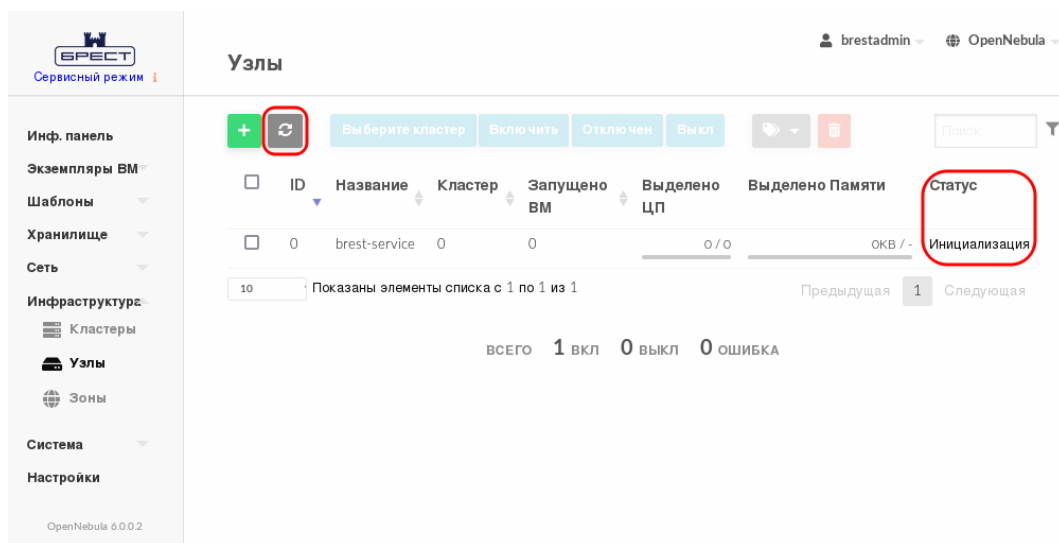 БРЕСТ
Сервисный режим i
Узлы
brestadmin
OpenNebula
Инф. панель
Экземпляры ВМ
Шаблоны
Хранилище
Сеть
Инфраструктура
Кластеры
Узлы
Зоны
Система
Настройки
OpenNebula 6.0.0.2
+ Выберите кластер Включить Отключен Выкл Поиск
ID Название Кластер Запущено ВМ Выделено ЦП Выделено Памяти Статус
0 brest-service 0 0 0 / 0 0KB / - Инициализация
10 Показаны элементы списка с 1 по 1 из 1 Предыдущая 1 Следующая
ВСЕГО 1 ВКЛ 0 ВЫКЛ 0 ОШИБКА